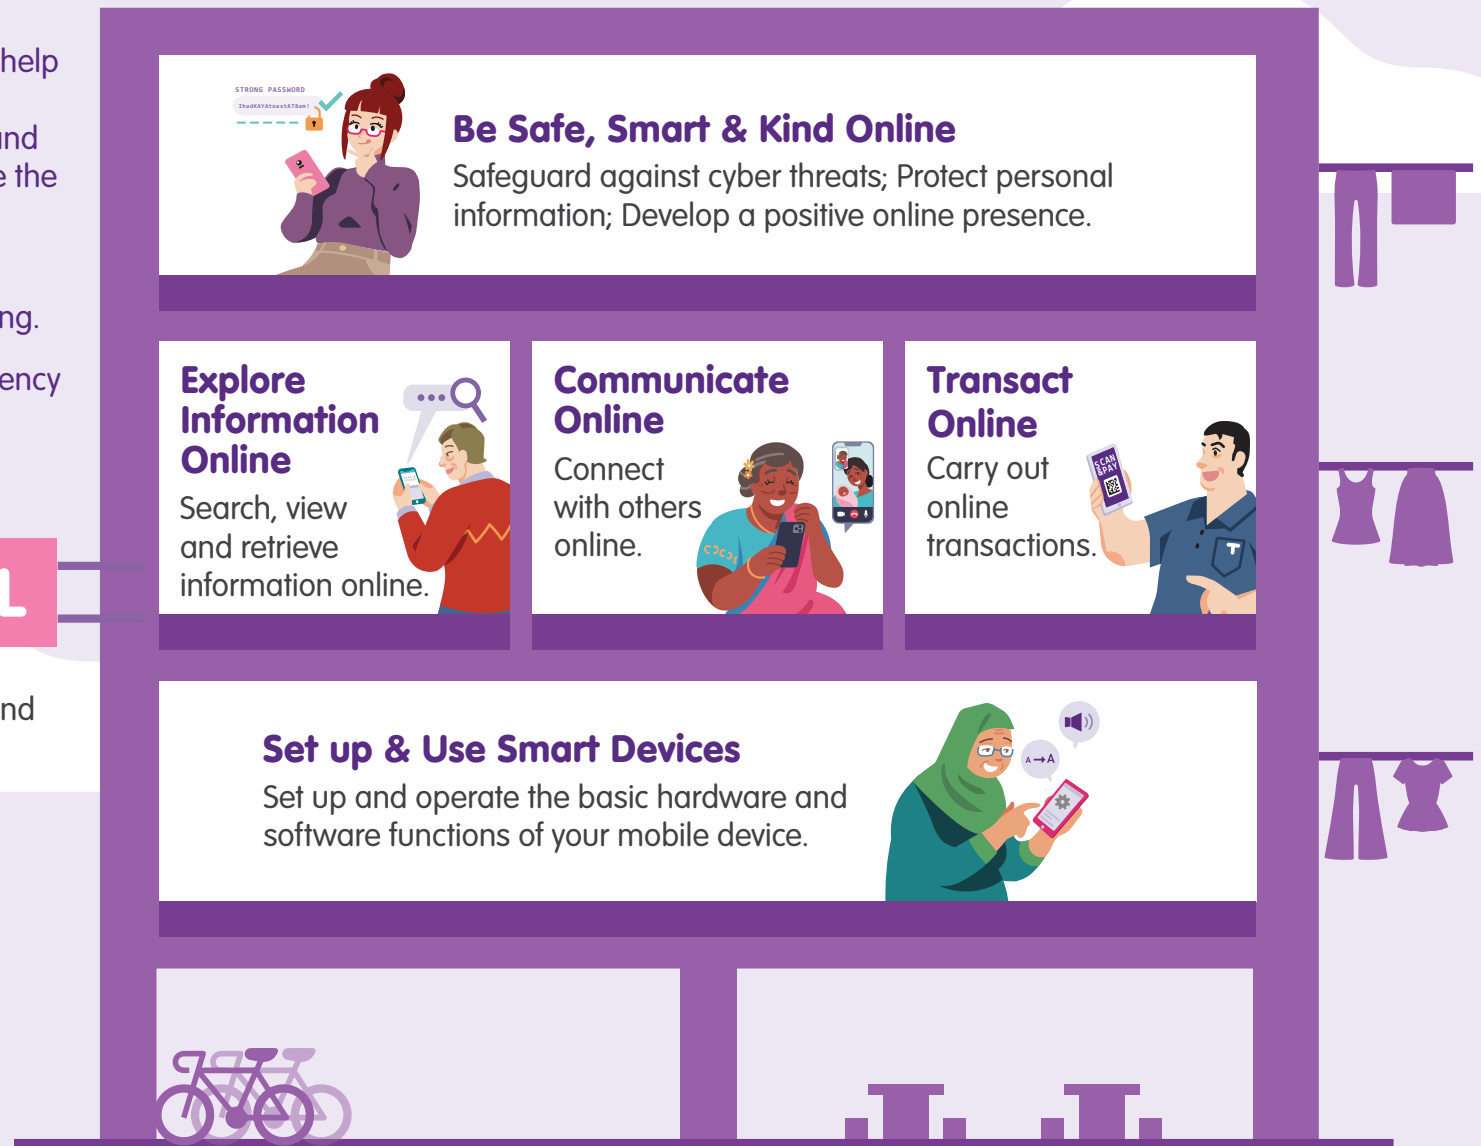 help
and
e the
ng.
ency
L
nd
STRONG PASSWORD
IhadKAYAtoastAT8am!
Be Safe, Smart & Kind Online
Safeguard against cyber threats; Protect personal
information; Develop a positive online presence.
Explore
Information
Online
Search, view
and retrieve
information online.
Communicate
Online
Connect
with others
online.
Transact
Online
Carry out
online
transactions.
SCAN
&PAY
T
Set up & Use Smart Devices
Set up and operate the basic hardware and
software functions of your mobile device.
A→A